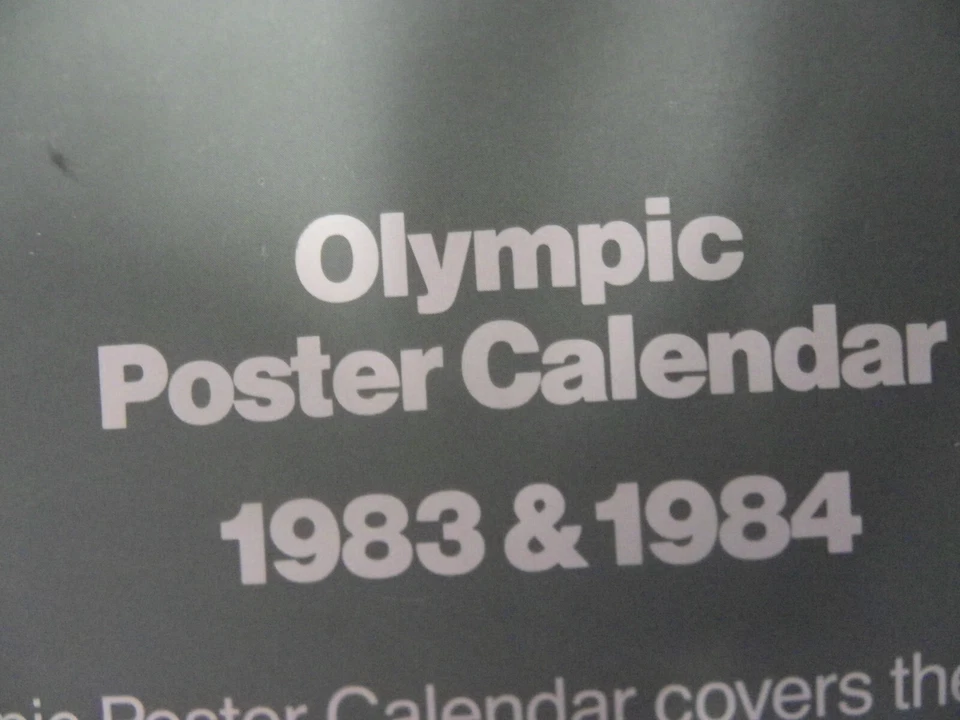 Olympic
Poster Calendar
1983 & 1984
Poster Calendar covers the